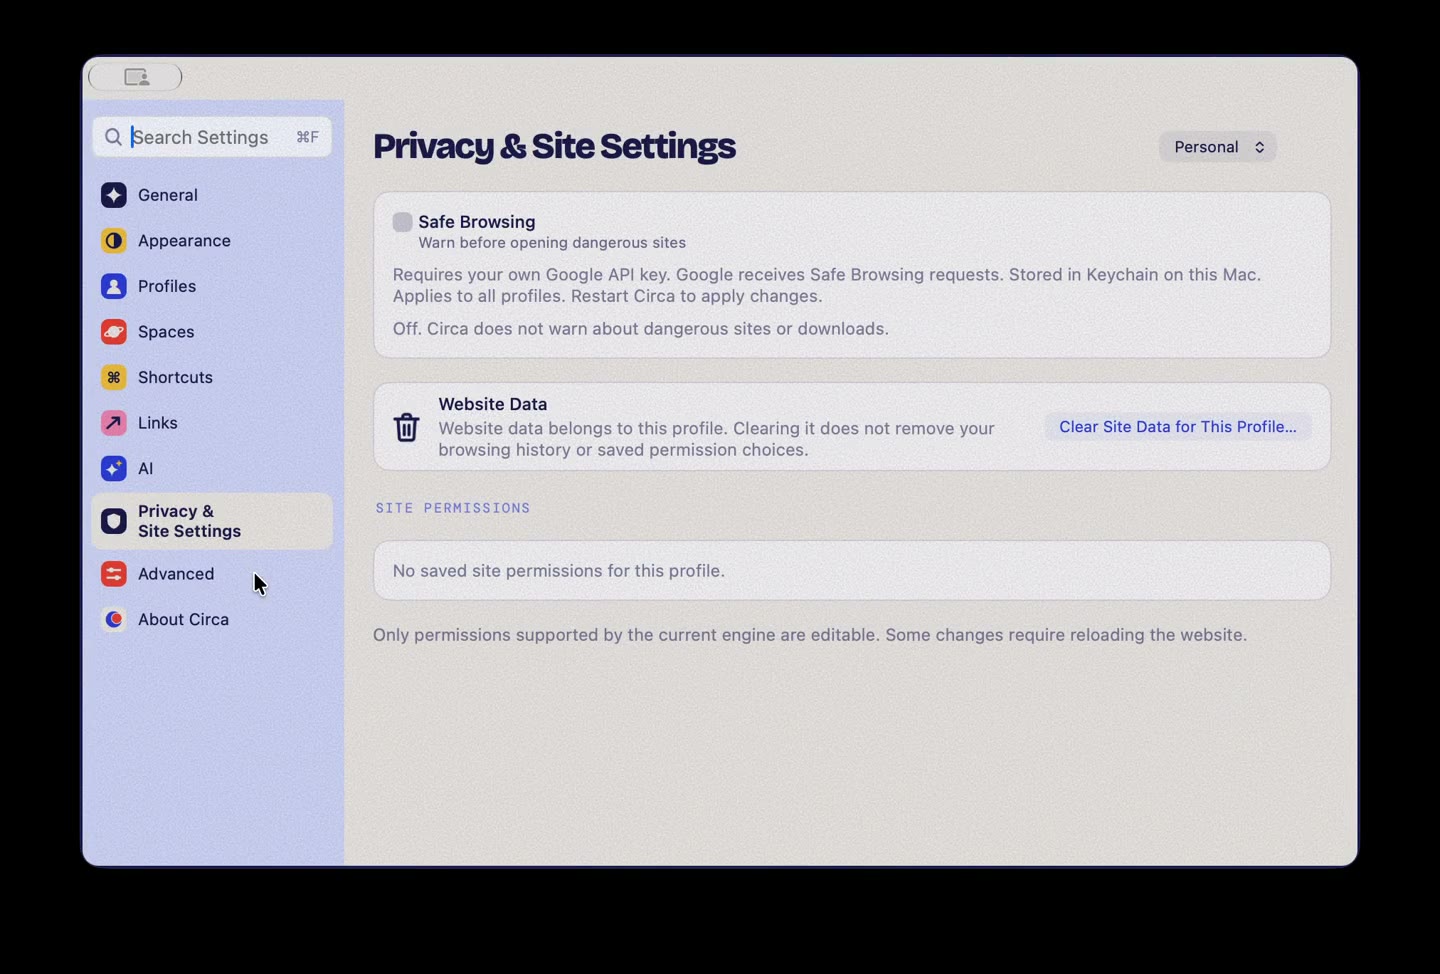 Search Settings ⌘F
General
Appearance
Profiles
Spaces
Shortcuts
Links
AI
Privacy &
Site Settings
Advanced
About Circa
Privacy & Site Settings
Personal
Safe Browsing
Warn before opening dangerous sites
Requires your own Google API key. Google receives Safe Browsing requests. Stored in Keychain on this Mac.
Applies to all profiles. Restart Circa to apply changes.
Off. Circa does not warn about dangerous sites or downloads.
Website Data
Website data belongs to this profile. Clearing it does not remove your
browsing history or saved permission choices.
Clear Site Data for This Profile...
SITE PERMISSIONS
No saved site permissions for this profile.
Only permissions supported by the current engine are editable. Some changes require reloading the website.